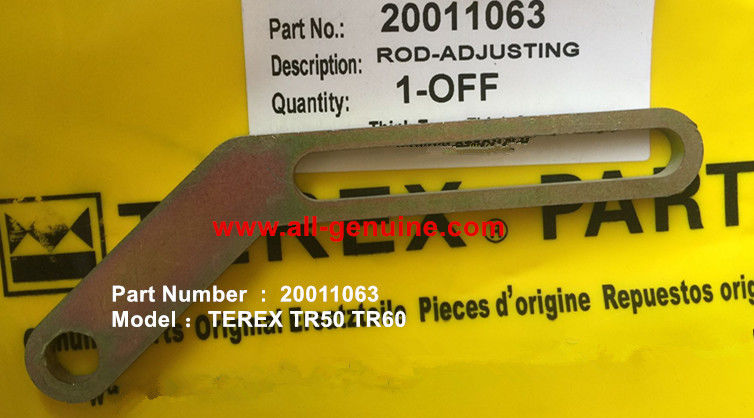 Part No.: 20011063
Description: ROD-ADJUSTING
Quantity: 1-OFF
www.all-genuine.com
TEREX® PART
Part Number : 20011063
Model : TEREX TR50 TR60
Original Pieces d'origine Repuestos orig